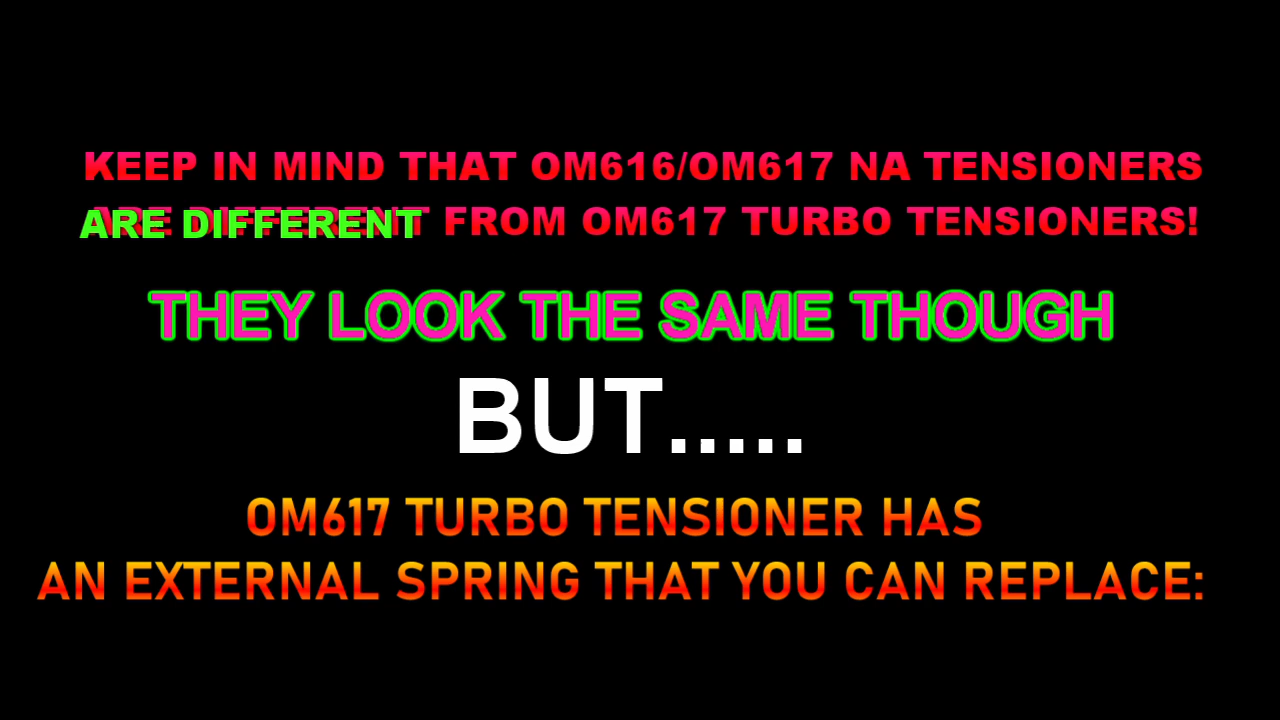 KEEP IN MIND THAT OM616/OM617 NA TENSIONERS
ARE DIFFERENT FROM OM617 TURBO TENSIONERS!
THEY LOOK THE SAME THOUGH
BUT.....
OM617 TURBO TENSIONER HAS
AN EXTERNAL SPRING THAT YOU CAN REPLACE: